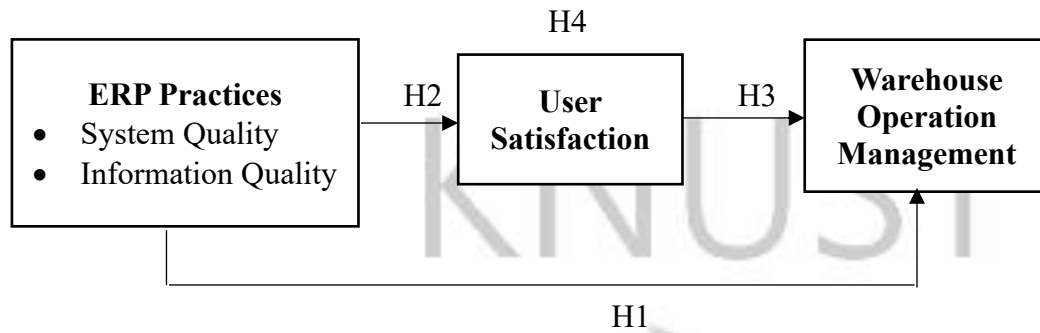 H4
ERP Practices
• System Quality
• Information Quality
H2
User
Satisfaction
H3
Warehouse
Operation
Management
KNUST
H1